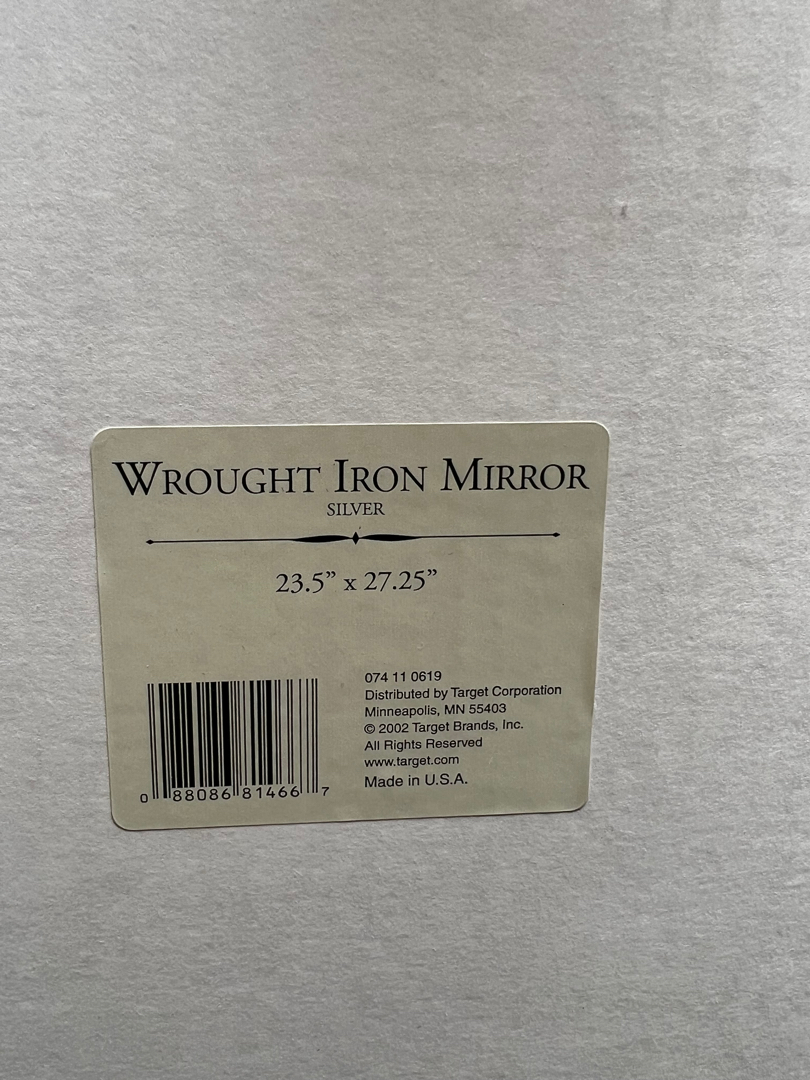 WROUGHT IRON MIRROR
SILVER
23.5” x 27.25”
074 11 0619
Distributed by Target Corporation
Minneapolis, MN 55403
© 2002 Target Brands, Inc.
All Rights Reserved
www.target.com
Made in U.S.A.
0 88086 81466 7